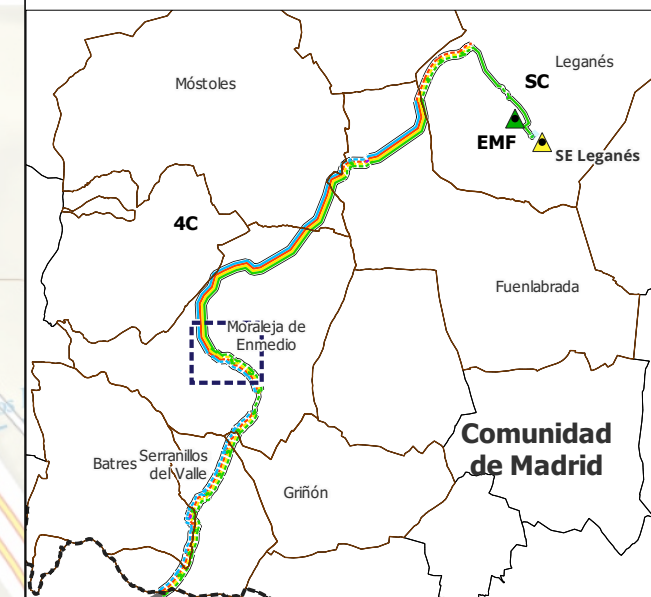 Leganés
Móstoles
SC
EMF
SE Leganés
4C
Fuenlabrada
Moraleja de
Enmedio
Comunidad
de Madrid
Batres
Serranillos
del Valle
Griñón